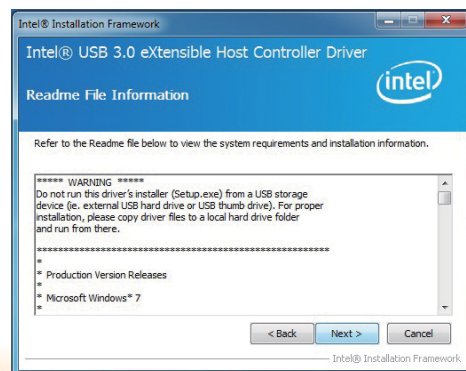 Intel® Installation Framework
Intel® USB 3.0 eXtensible Host Controller Driver
Readme File Information
intel
Refer to the Readme file below to view the system requirements and installation information.
***** WARNING *****
Do not run this driver's installer (Setup.exe) from a USB storage
device (ie. external USB hard drive or USB thumb drive). For proper
installation, please copy driver files to a local hard drive folder
and run from there.
*******************************************************
*
* Production Version Releases
*
* Microsoft Windows* 7
*
< Back Next > Cancel
Intel® Installation Framework